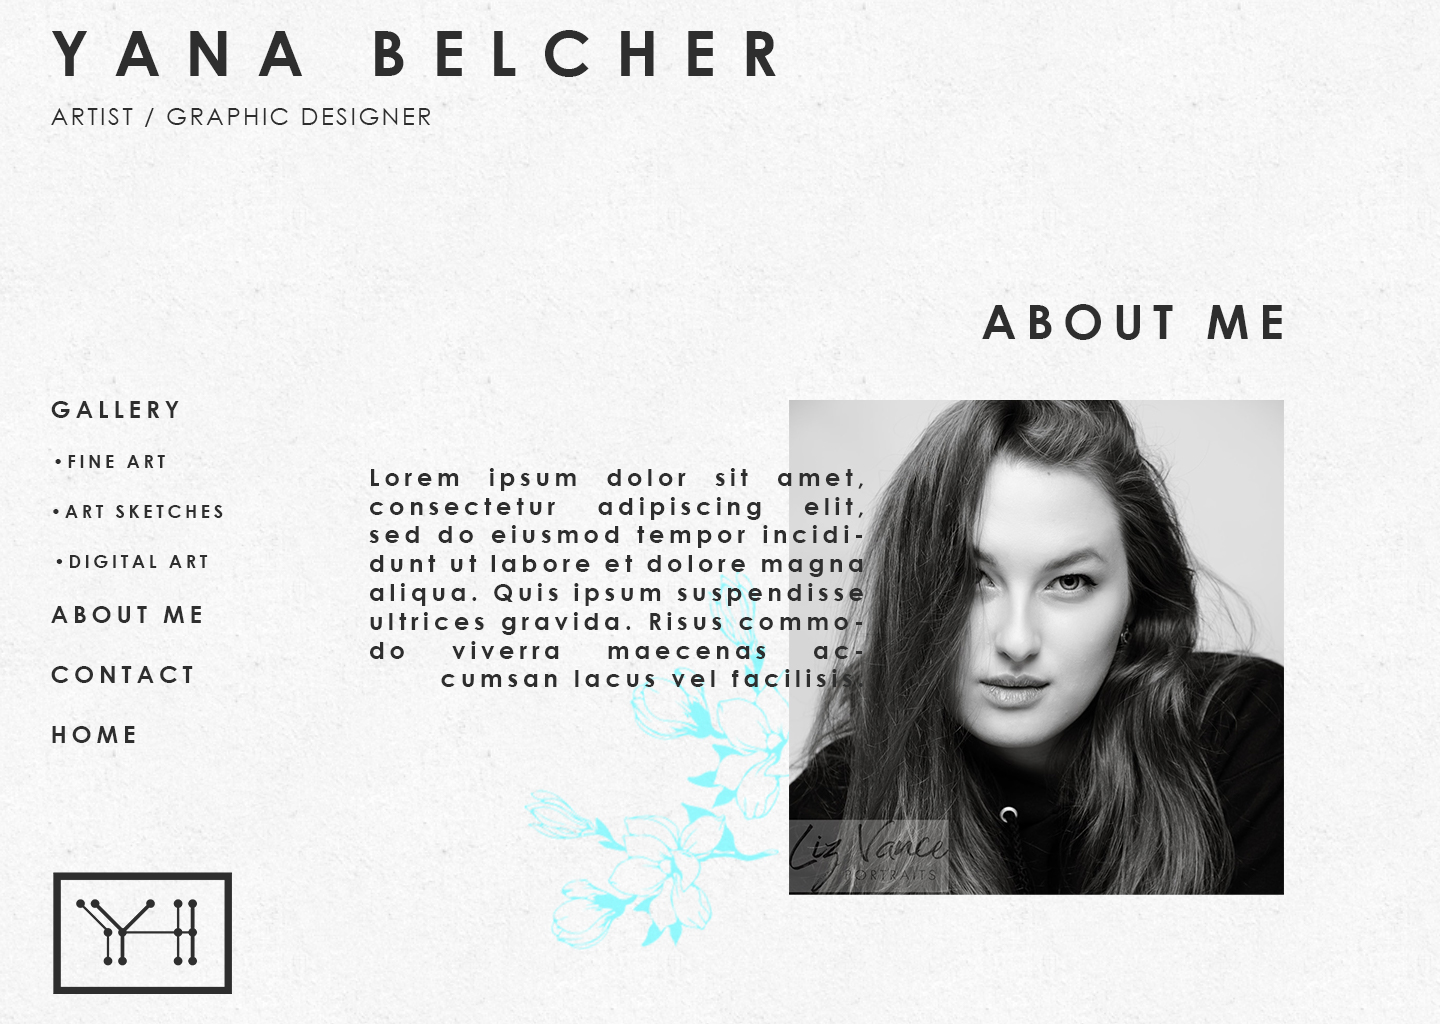 YANA BELCHER
ARTIST / GRAPHIC DESIGNER
ABOUT ME
GALLERY
•FINE ART
•ART SKETCHES
•DIGITAL ART
ABOUT ME
CONTACT
HOME
Lorem ipsum dolor sit amet,
consectetur adipiscing elit,
sed do eiusmod tempor incidi-
dunt ut labore et dolore magna
aliqua. Quis ipsum suspendisse
ultrices gravida. Risus commo-
do viverra maecenas ac-
cumsan lacus vel facilisis.
Liz Vance
PORTRAITS
YH